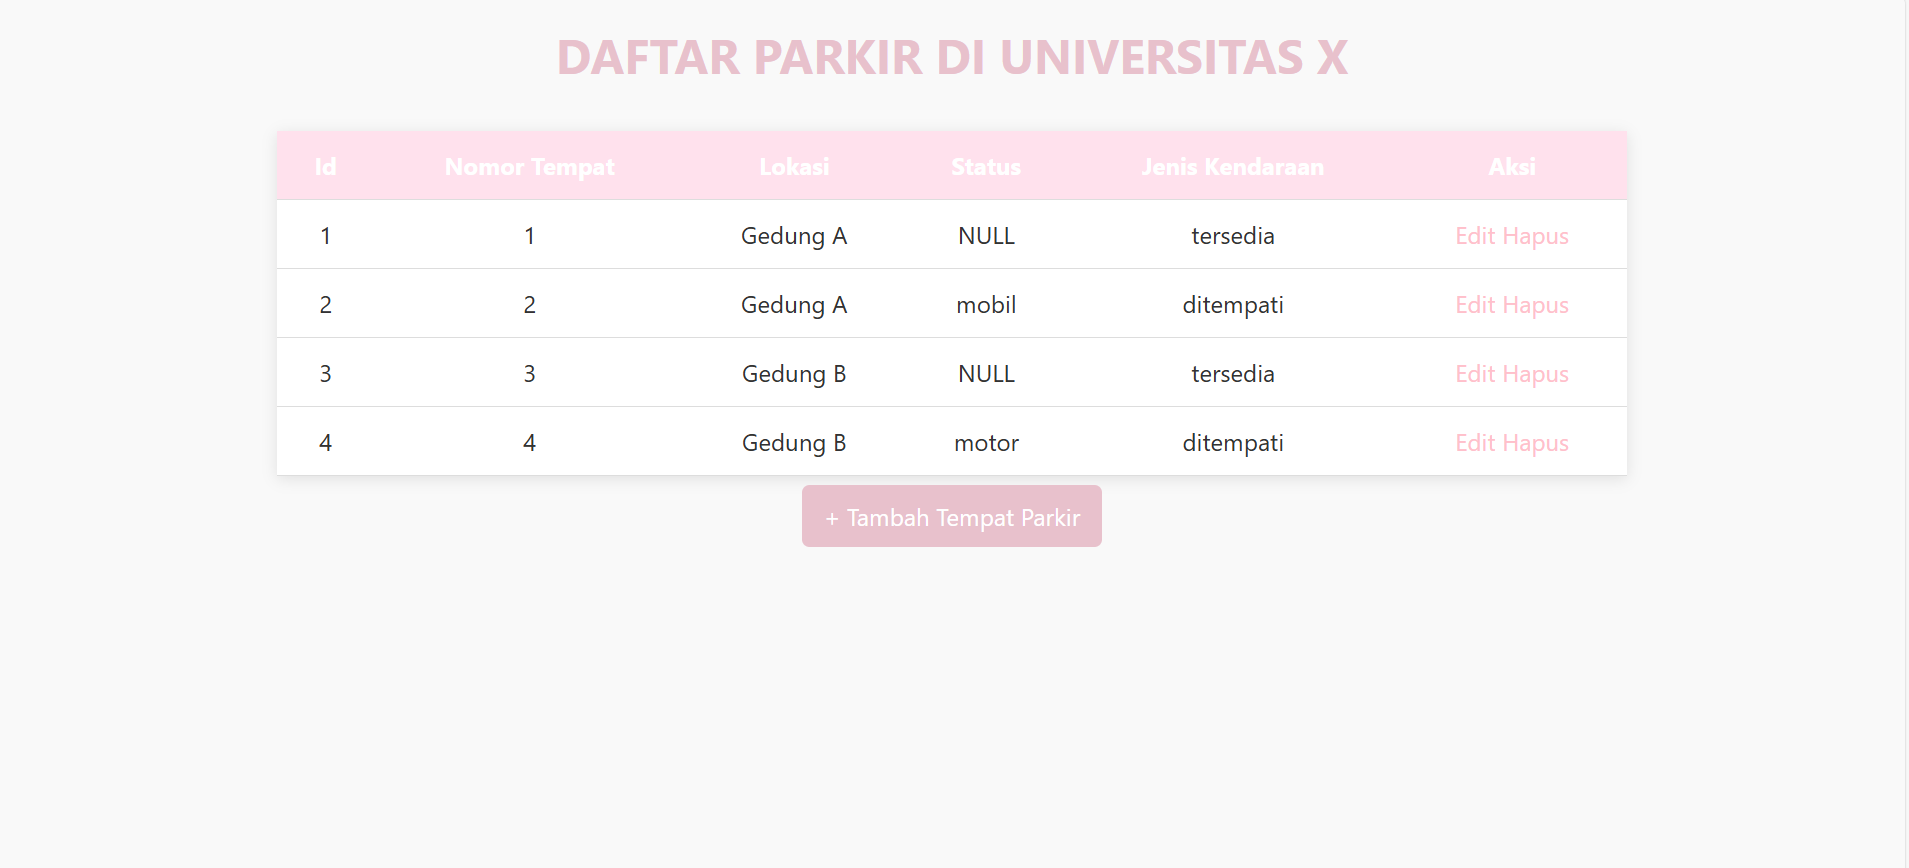 DAFTAR PARKIR DI UNIVERSITAS X
Id Nomor Tempat Lokasi Status Jenis Kendaraan Aksi
1 1 Gedung A NULL tersedia Edit Hapus
2 2 Gedung A mobil ditempati Edit Hapus
3 3 Gedung B NULL tersedia Edit Hapus
4 4 Gedung B motor ditempati Edit Hapus
+ Tambah Tempat Parkir